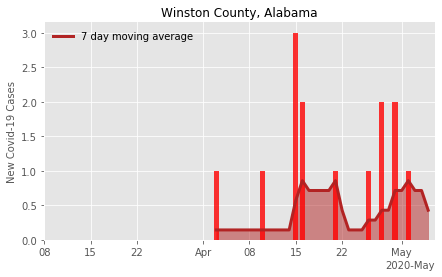 Winston County, Alabama
7 day moving average
New Covid-19 Cases
3.0
2.5
2.0
1.5
1.0
0.5
0.0
08 15 22 Apr 08 15 22 May
2020-May